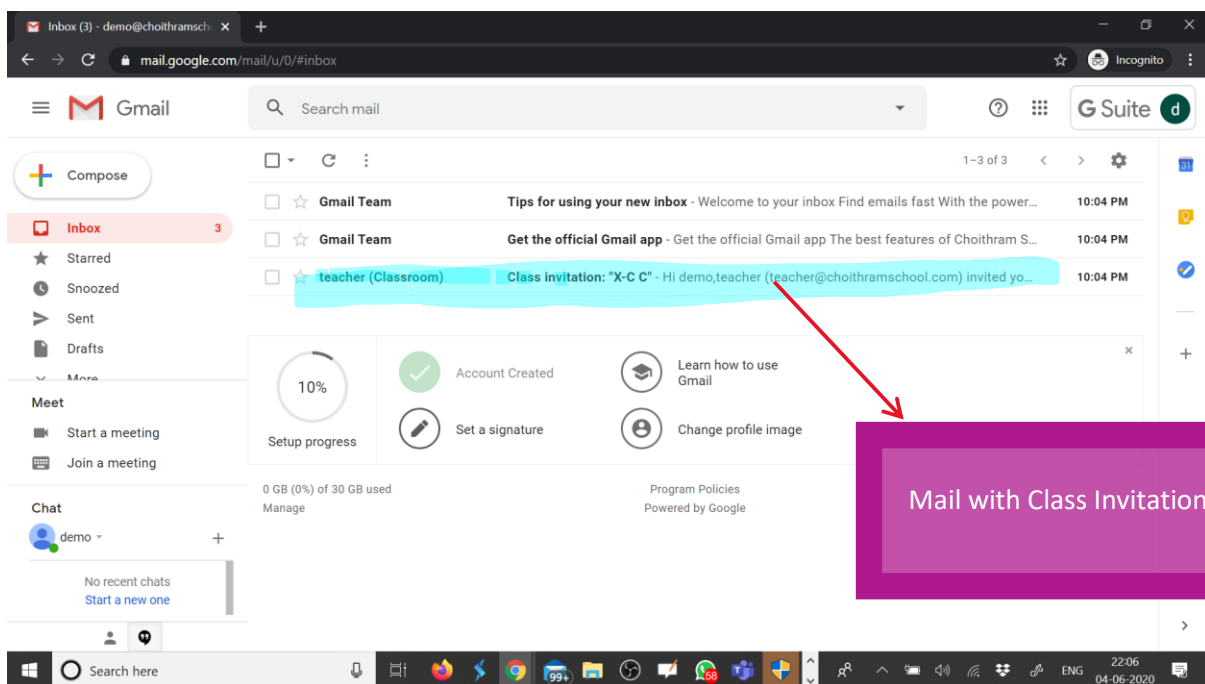 Inbox (3) - demo@choithramsch
mail.google.com/mail/u/0/#inbox
Incognito
Gmail
Search mail
G Suite
d
Compose
1–3 of 3
31
Gmail Team Tips for using your new inbox - Welcome to your inbox Find emails fast With the power... 10:04 PM
Inbox 3
Gmail Team Get the official Gmail app - Get the official Gmail app The best features of Choithram S... 10:04 PM
Starred
teacher (Classroom) Class invitation: "X-C C" - Hi demo,teacher (teacher@choithramschool.com) invited yo... 10:04 PM
Snoozed
Sent
Drafts
More
10%
Setup progress
Account Created
Learn how to use
Gmail
Set a signature
Change profile image
Meet
Start a meeting
Join a meeting
0 GB (0%) of 30 GB used
Manage
Program Policies
Powered by Google
Mail with Class Invitation
Chat
demo
No recent chats
Start a new one
Search here
99+
58
ENG
22:06
04-06-2020